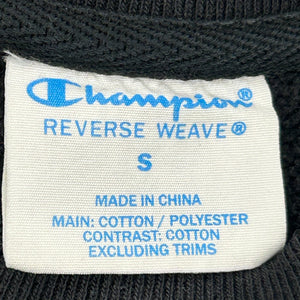 Champion®
REVERSE WEAVE®
S
MADE IN CHINA
MAIN: COTTON / POLYESTER
CONTRAST: COTTON
EXCLUDING TRIMS